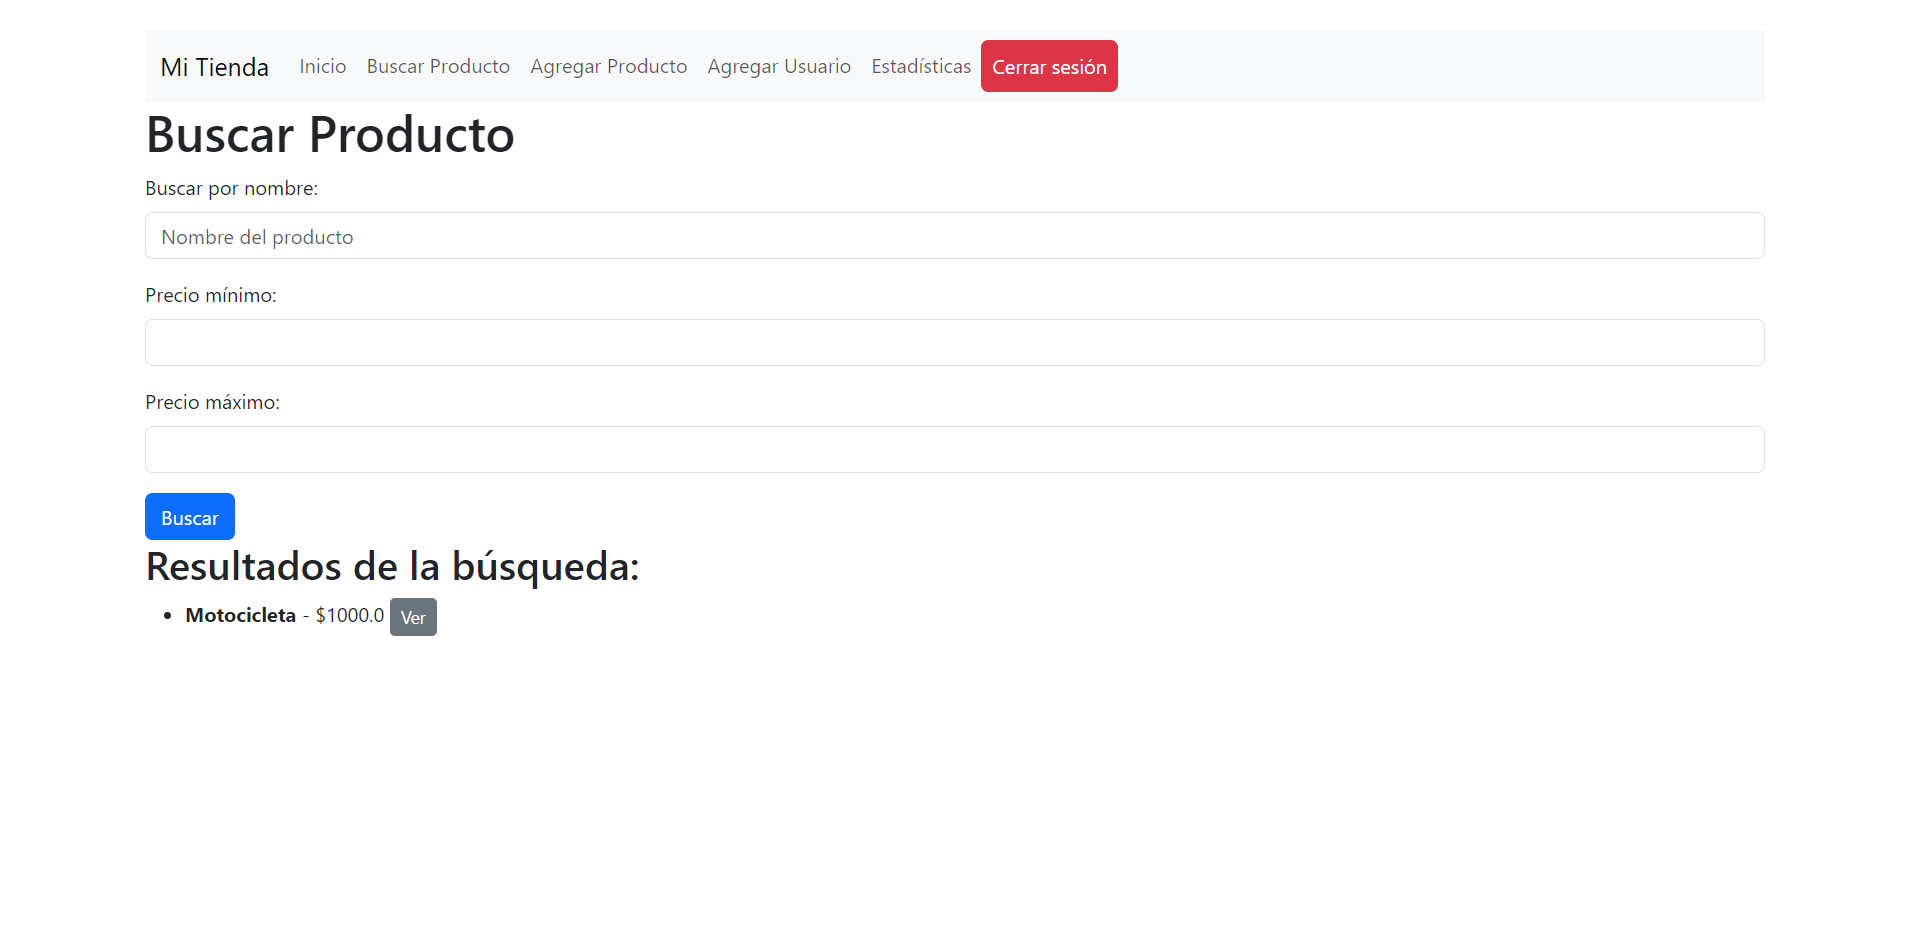 Mi Tienda Inicio Buscar Producto Agregar Producto Agregar Usuario Estadísticas Cerrar sesión
Buscar Producto
Buscar por nombre:
Nombre del producto
Precio mínimo:
Precio máximo:
Buscar
Resultados de la búsqueda:
• Motocicleta - $1000.0 Ver